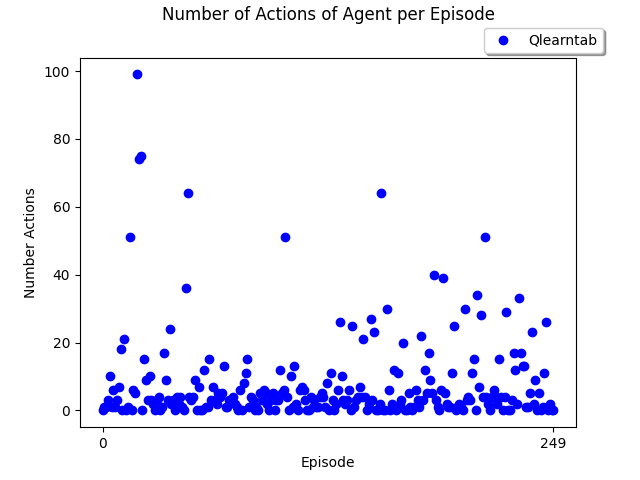 Number of Actions of Agent per Episode
Qlearntab
100
80
60
40
20
0
Number Actions
0 249
Episode